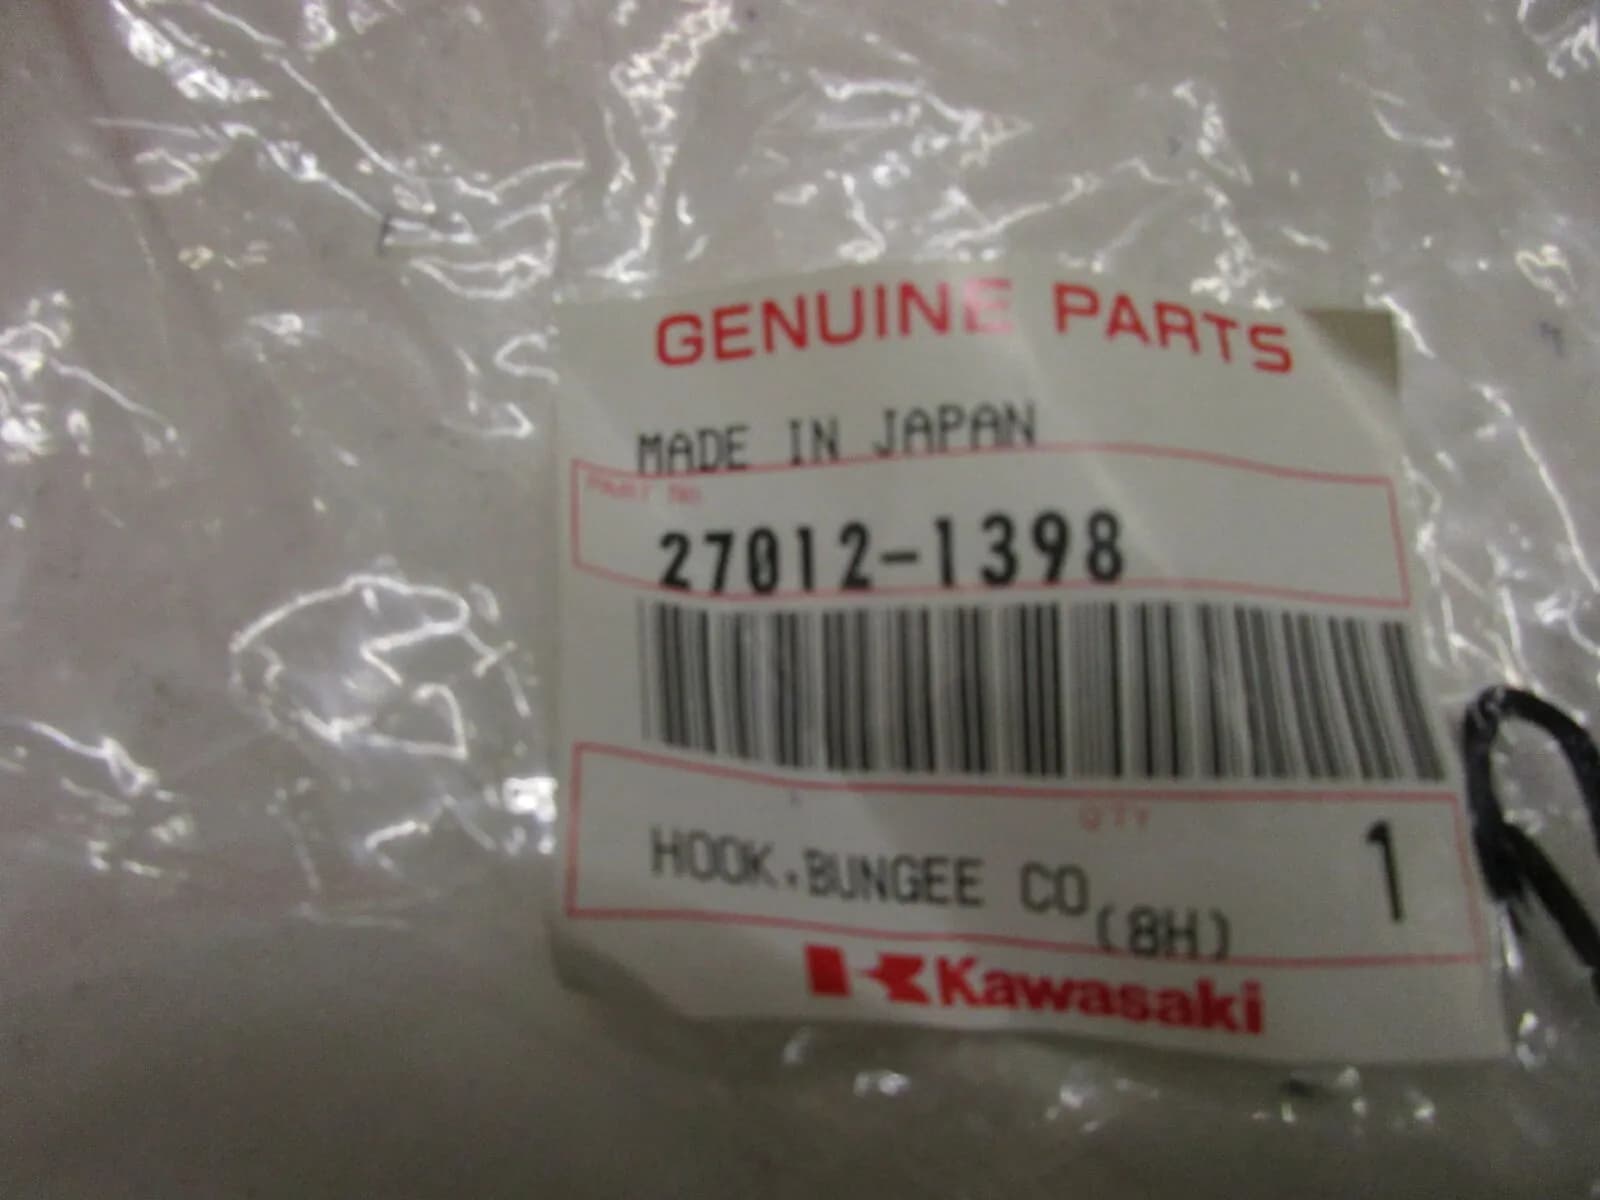 GENUINE PARTS
MADE IN JAPAN
PART No.
27012-1398
QTY
HOOK,BUNGEE CO 1
(8H)
Kawasaki